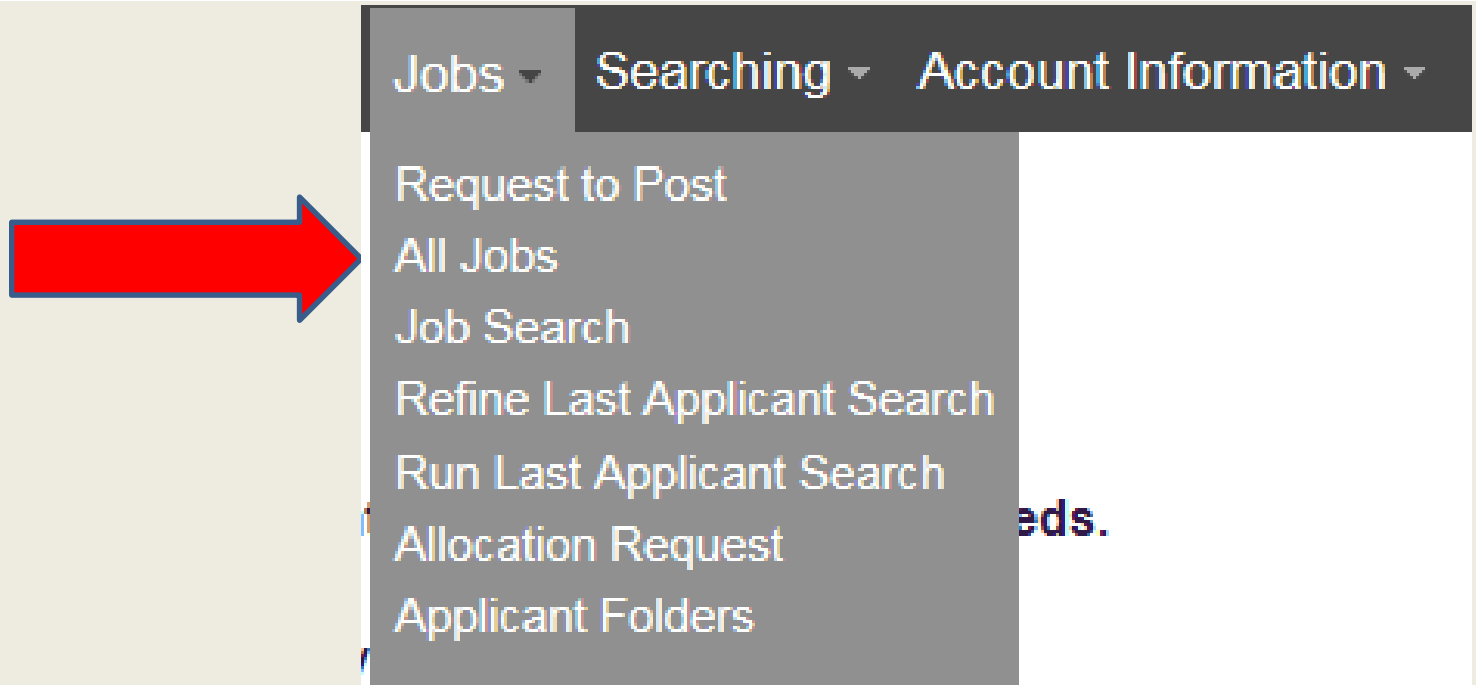 Jobs Searching Account Information
Request to Post
All Jobs
Job Search
Refine Last Applicant Search
Run Last Applicant Search
Allocation Request
Applicant Folders